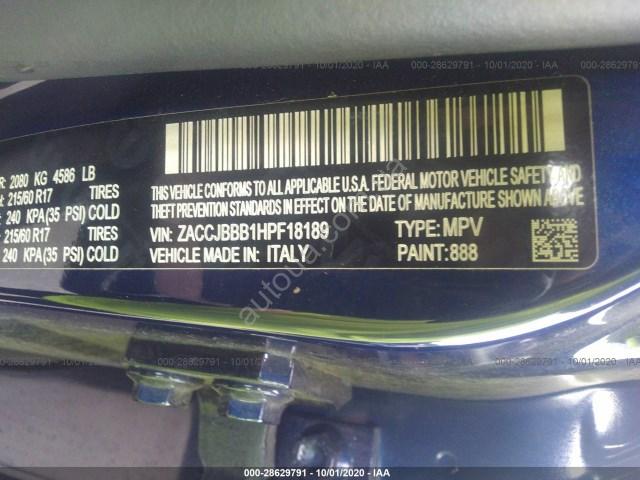 000-28629791 - 10/01/2020 - IAA
000-28629791 - 10/01/2020 - IAA
R: 2080 KG 4586 LB
215/60 R17 TIRES
240 KPA(35 PSI) COLD
215/60 R17 TIRES
240 KPA(35 PSI) COLD
THIS VEHICLE CONFORMS TO ALL APPLICABLE U.S.A. FEDERAL MOTOR VEHICLE SAFETY AND
THEFT PREVENTION STANDARDS IN EFFECT ON THE DATE OF MANUFACTURE SHOWN ABOVE
VIN: ZACCJBBB1HPF18189 TYPE: MPV
VEHICLE MADE IN: ITALY PAINT: 888
autoua.com
000-28629791 - 10/01/2020 - IAA
000-28629791 - 10/01/2020 - IAA
000-28629791 - 10/01/2020 - IAA